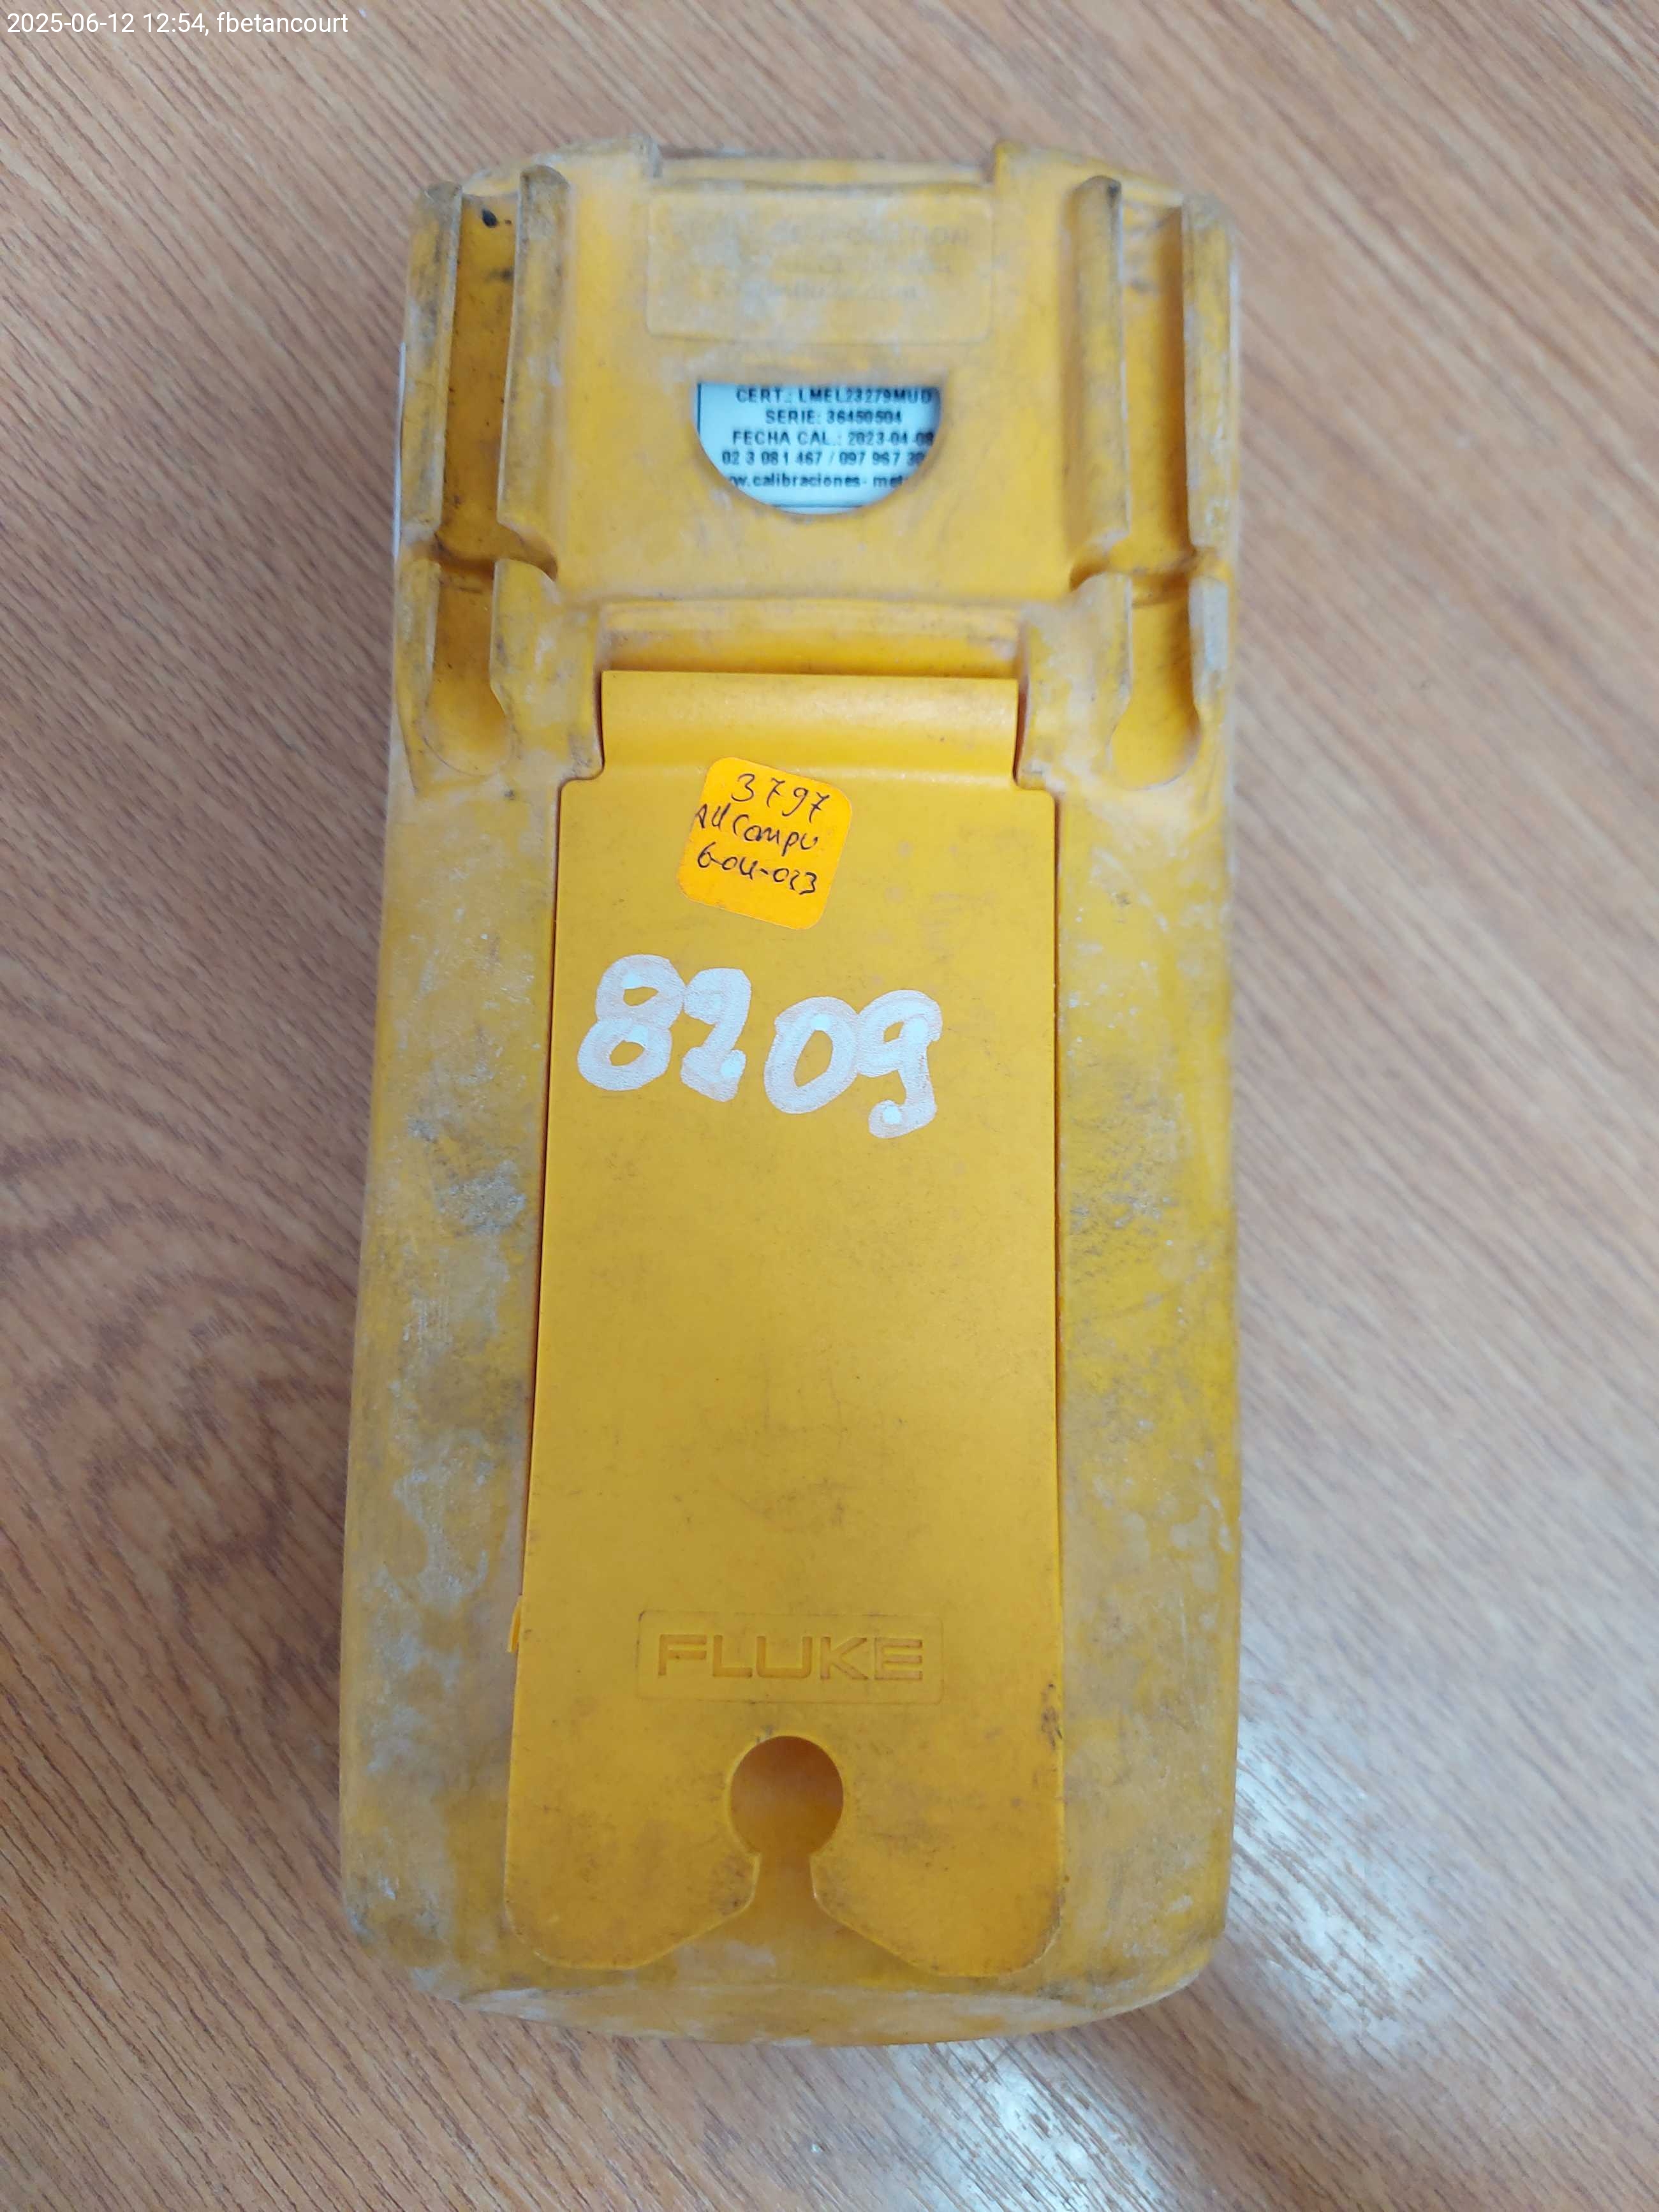 2025-06-12 12:54, fbetancourt
CERT.: LMEL23279MUD
SERIE: 36450504
FECHA CAL.: 2023-04-08
02 3 081 467 / 097 967
w.calibraciones- met
3797
All Compu
6-04-023
8209
FLUKE